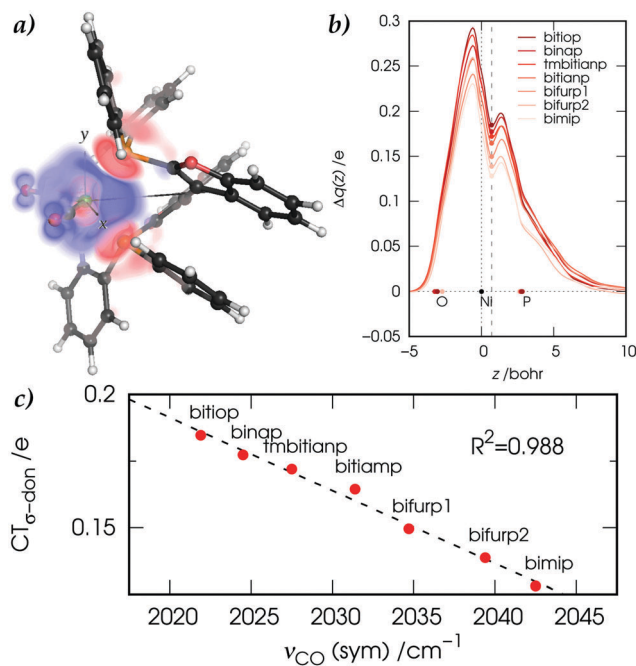 a)
y
x
b)
0.3
0.25
0.2
0.15
0.1
0.05
0
−0.05
Δq(z) /e
bitiop
binap
tmbitianp
bitianp
bifurp1
bifurp2
bimip
O Ni P
−5 0 5 10
z /bohr
c)
0.2
0.15
CTσ−don /e
bitiop
binap
tmbitianp
bitiamp
bifurp1
bifurp2
bimip
R²=0.988
2020 2025 2030 2035 2040 2045
νCO (sym) /cm⁻¹